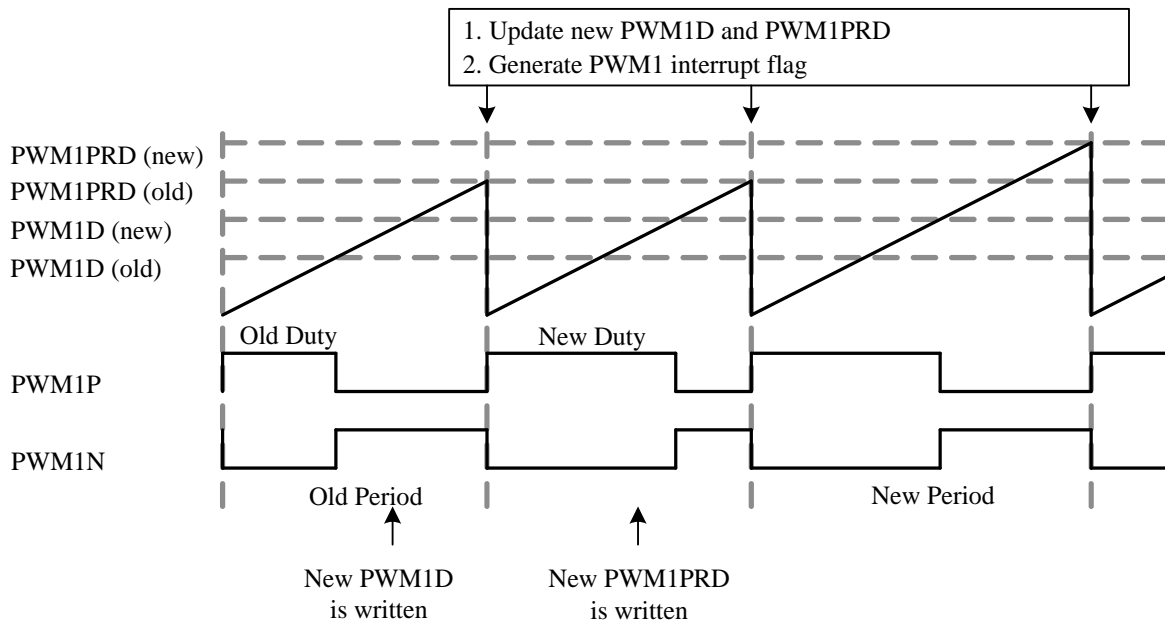 1. Update new PWM1D and PWM1PRD
2. Generate PWM1 interrupt flag
PWM1PRD (new)
PWM1PRD (old)
PWM1D (new)
PWM1D (old)
Old Duty
New Duty
PWM1P
PWM1N
Old Period
New Period
New PWM1D
is written
New PWM1PRD
is written